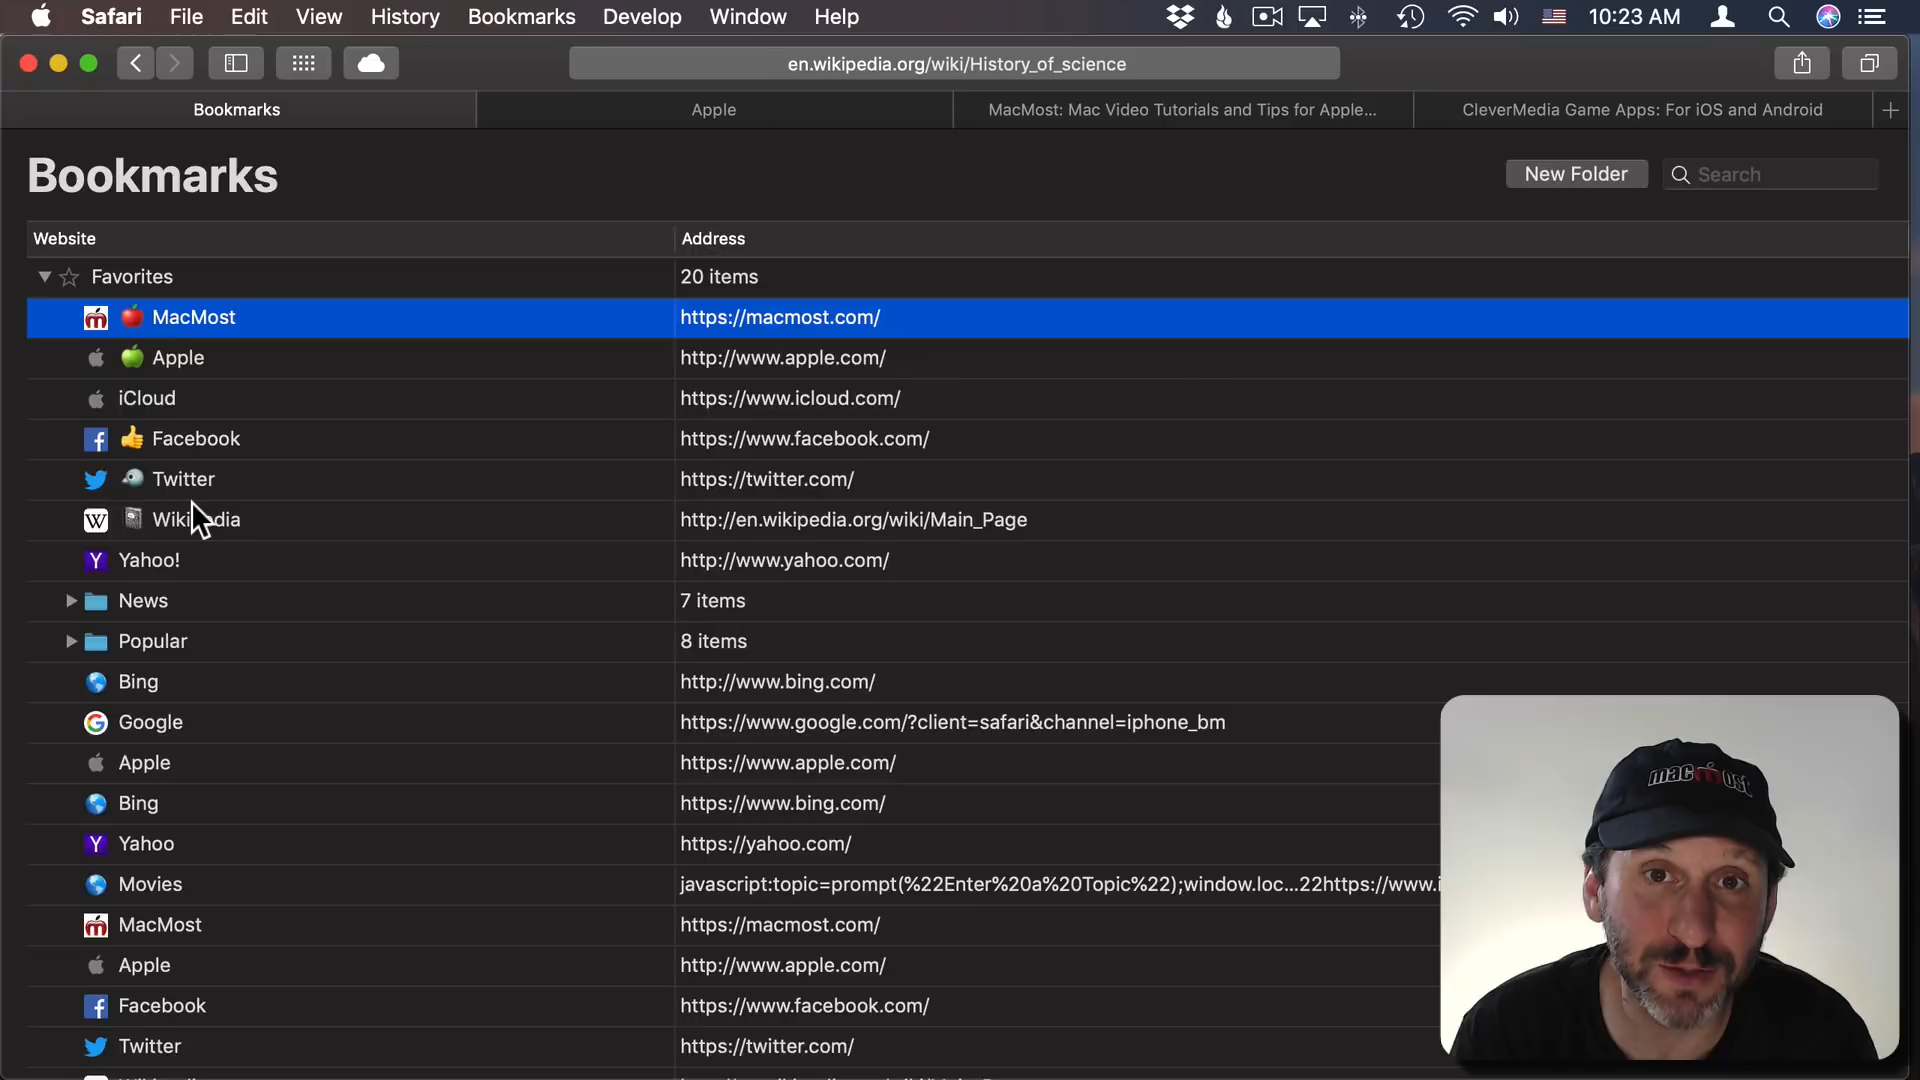 Safari File Edit View History Bookmarks Develop Window Help 10:23 AM
en.wikipedia.org/wiki/History_of_science
Bookmarks Apple MacMost: Mac Video Tutorials and Tips for Apple... CleverMedia Game Apps: For iOS and Android
Bookmarks New Folder Search
Website Address
Favorites 20 items
MacMost https://macmost.com/
Apple http://www.apple.com/
iCloud https://www.icloud.com/
Facebook https://www.facebook.com/
Twitter https://twitter.com/
Wikipedia http://en.wikipedia.org/wiki/Main_Page
Yahoo! http://www.yahoo.com/
News 7 items
Popular 8 items
Bing http://www.bing.com/
Google https://www.google.com/?client=safari&channel=iphone_bm
Apple https://www.apple.com/
Bing https://www.bing.com/
Yahoo https://yahoo.com/
Movies javascript:topic=prompt(%22Enter%20a%20Topic%22);window.loc...22https://www.i
MacMost https://macmost.com/
Apple http://www.apple.com/
Facebook https://www.facebook.com/
Twitter https://twitter.com/
macmost